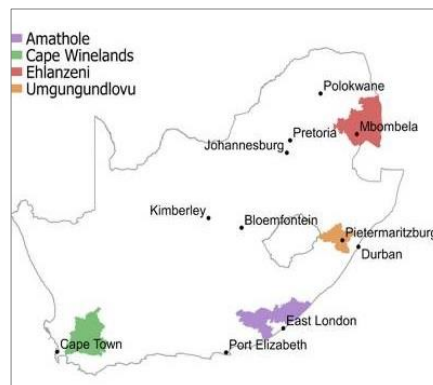 Amathole
Cape Winelands
Ehlanzeni
Umgungundlovu
Polokwane
Mbombela
Pretoria
Johannesburg
Kimberley
Bloemfontein
Pietermaritzburg
Durban
East London
Cape Town
Port Elizabeth